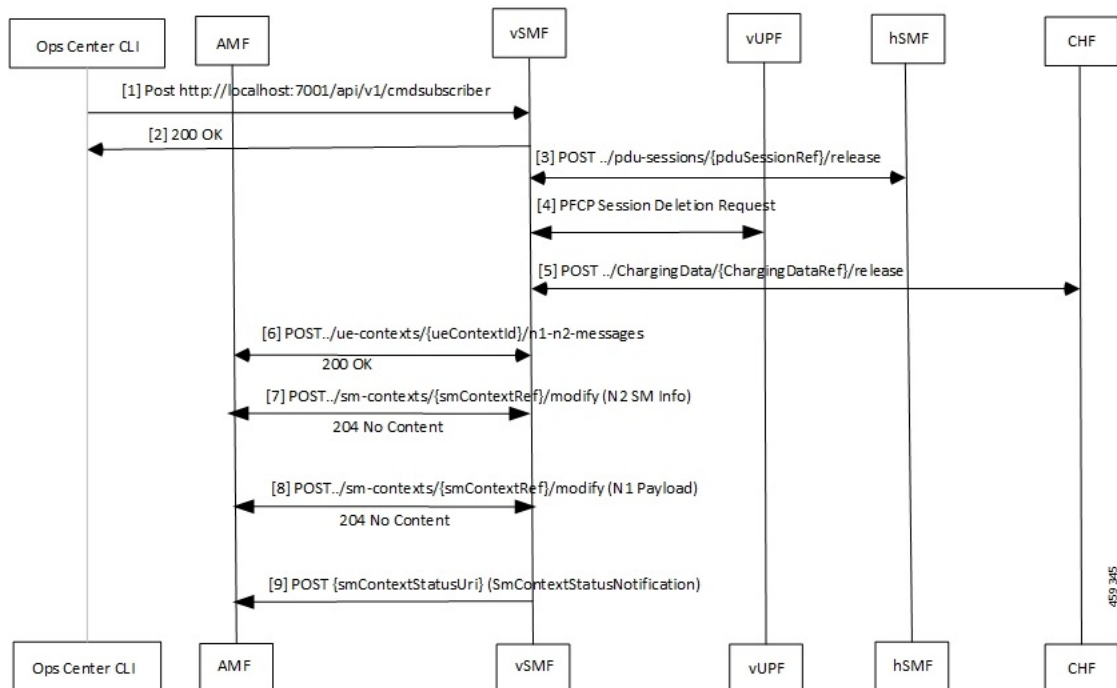 Ops Center CLI
AMF
vSMF
vUPF
hSMF
CHF
[1] Post http://localhost:7001/api/v1/cmdsubscriber
[2] 200 OK
[3] POST ../pdu-sessions/{pduSessionRef}/release
[4] PFCP Session Deletion Request
[5] POST ../ChargingData/{ChargingDataRef}/release
[6] POST../ue-contexts/{ueContextId}/n1-n2-messages
200 OK
[7] POST../sm-contexts/{smContextRef}/modify (N2 SM Info)
204 No Content
[8] POST../sm-contexts/{smContextRef}/modify (N1 Payload)
204 No Content
[9] POST {smContextStatusUri} (SmContextStatusNotification)
459345
Ops Center CLI
AMF
vSMF
vUPF
hSMF
CHF